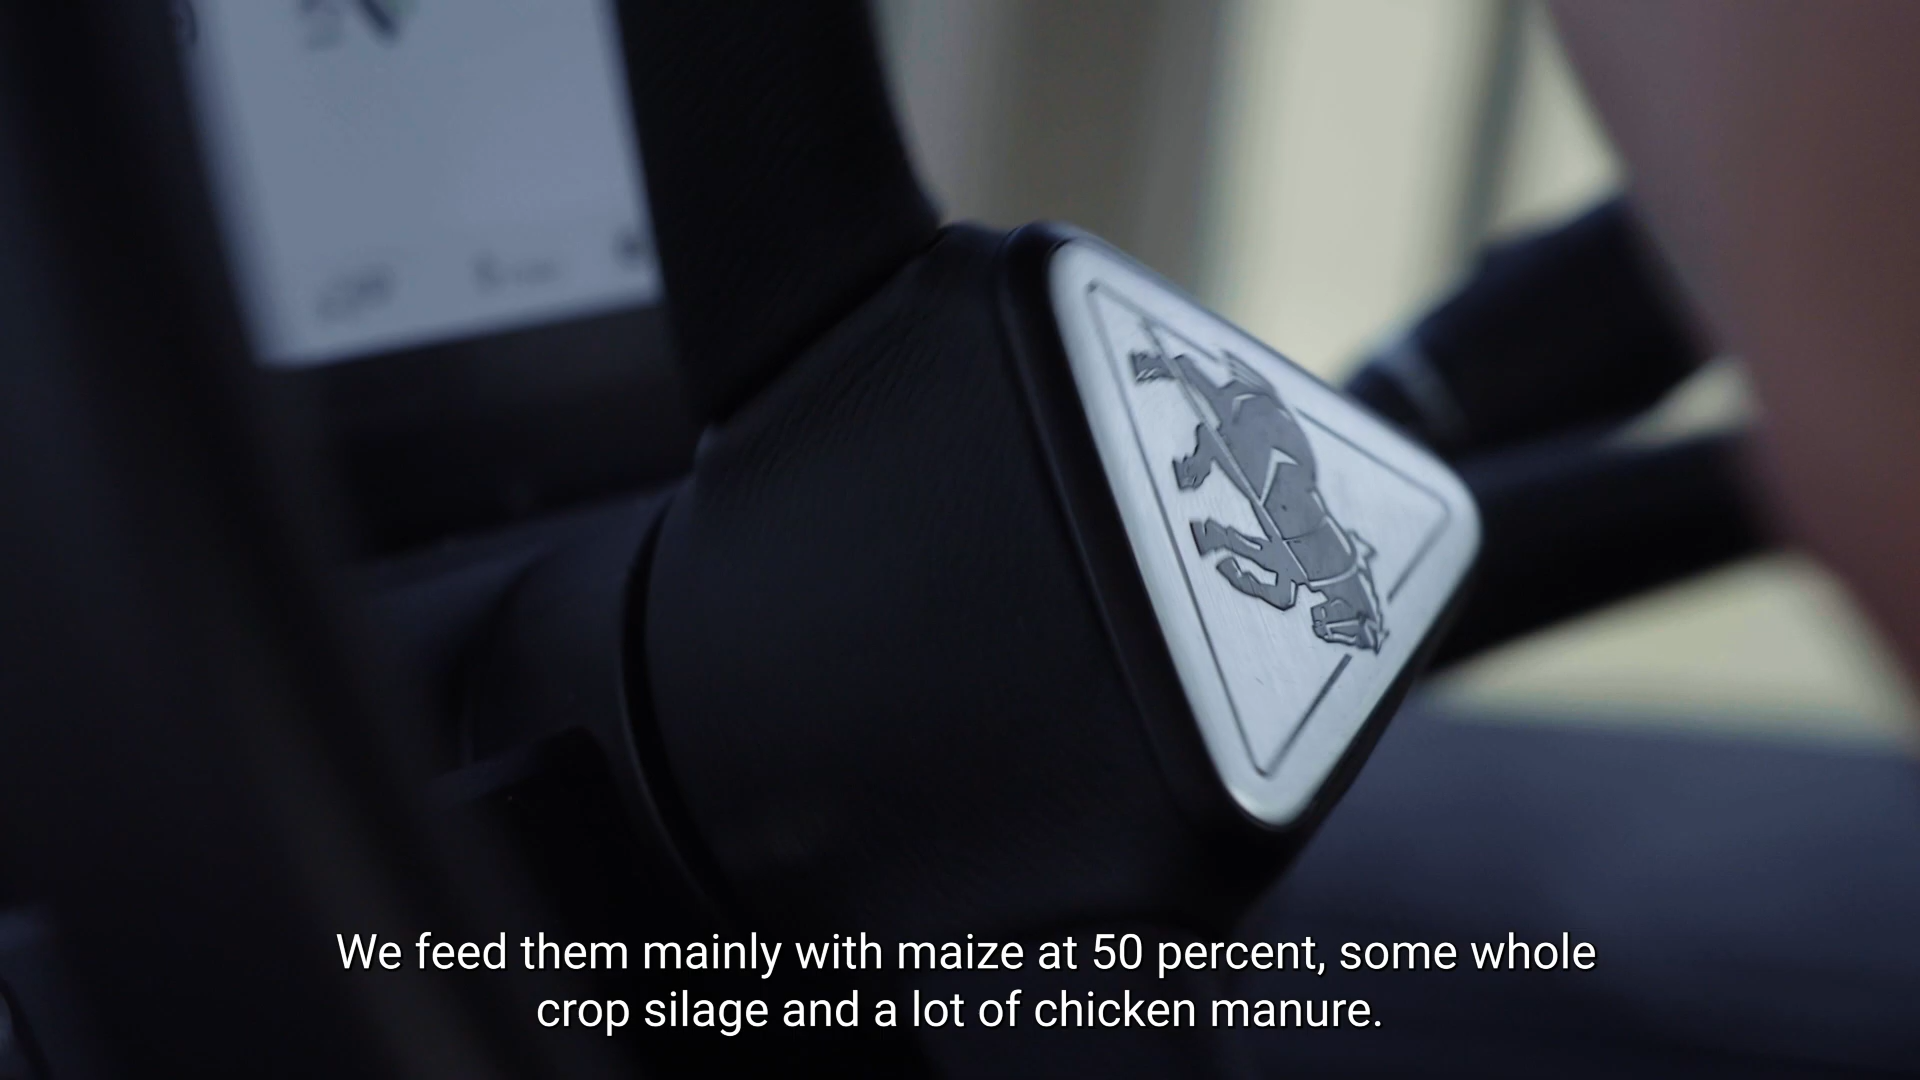 We feed them mainly with maize at 50 percent, some whole
crop silage and a lot of chicken manure.